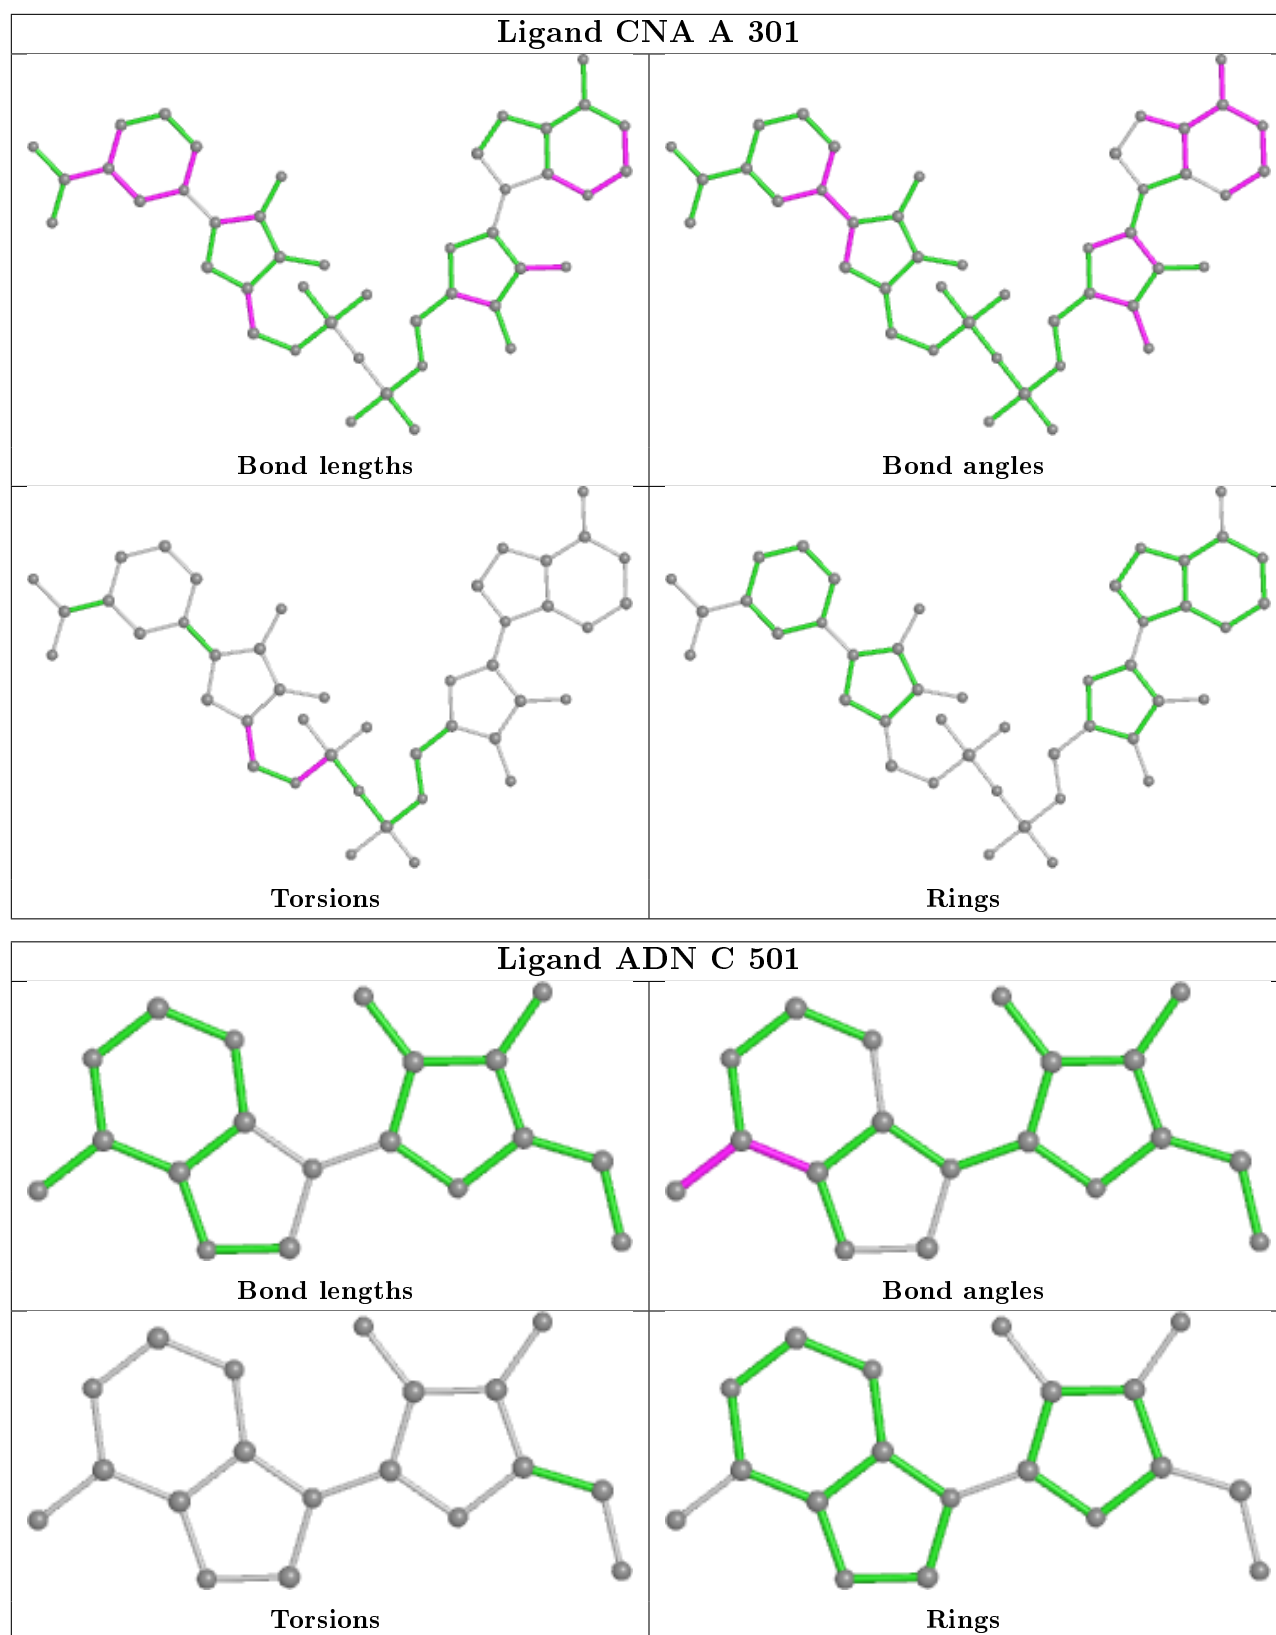 Ligand CNA A 301
Bond lengths
Bond angles
Torsions
Rings
Ligand ADN C 501
Bond lengths
Bond angles
Torsions
Rings